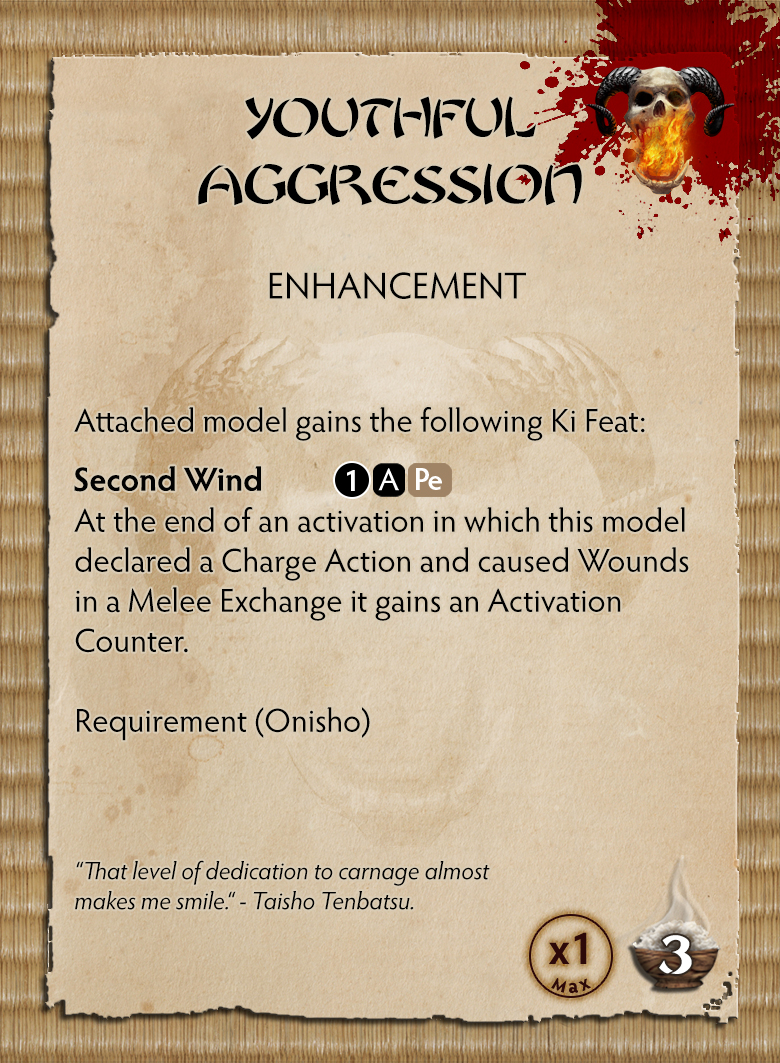 YOUTHFUL
AGGRESSION
ENHANCEMENT
Attached model gains the following Ki Feat:
Second Wind 1 A Pe
At the end of an activation in which this model
declared a Charge Action and caused Wounds
in a Melee Exchange it gains an Activation
Counter.
Requirement (Onisho)
“That level of dedication to carnage almost
makes me smile.“ - Taisho Tenbatsu.
x1
Max
3